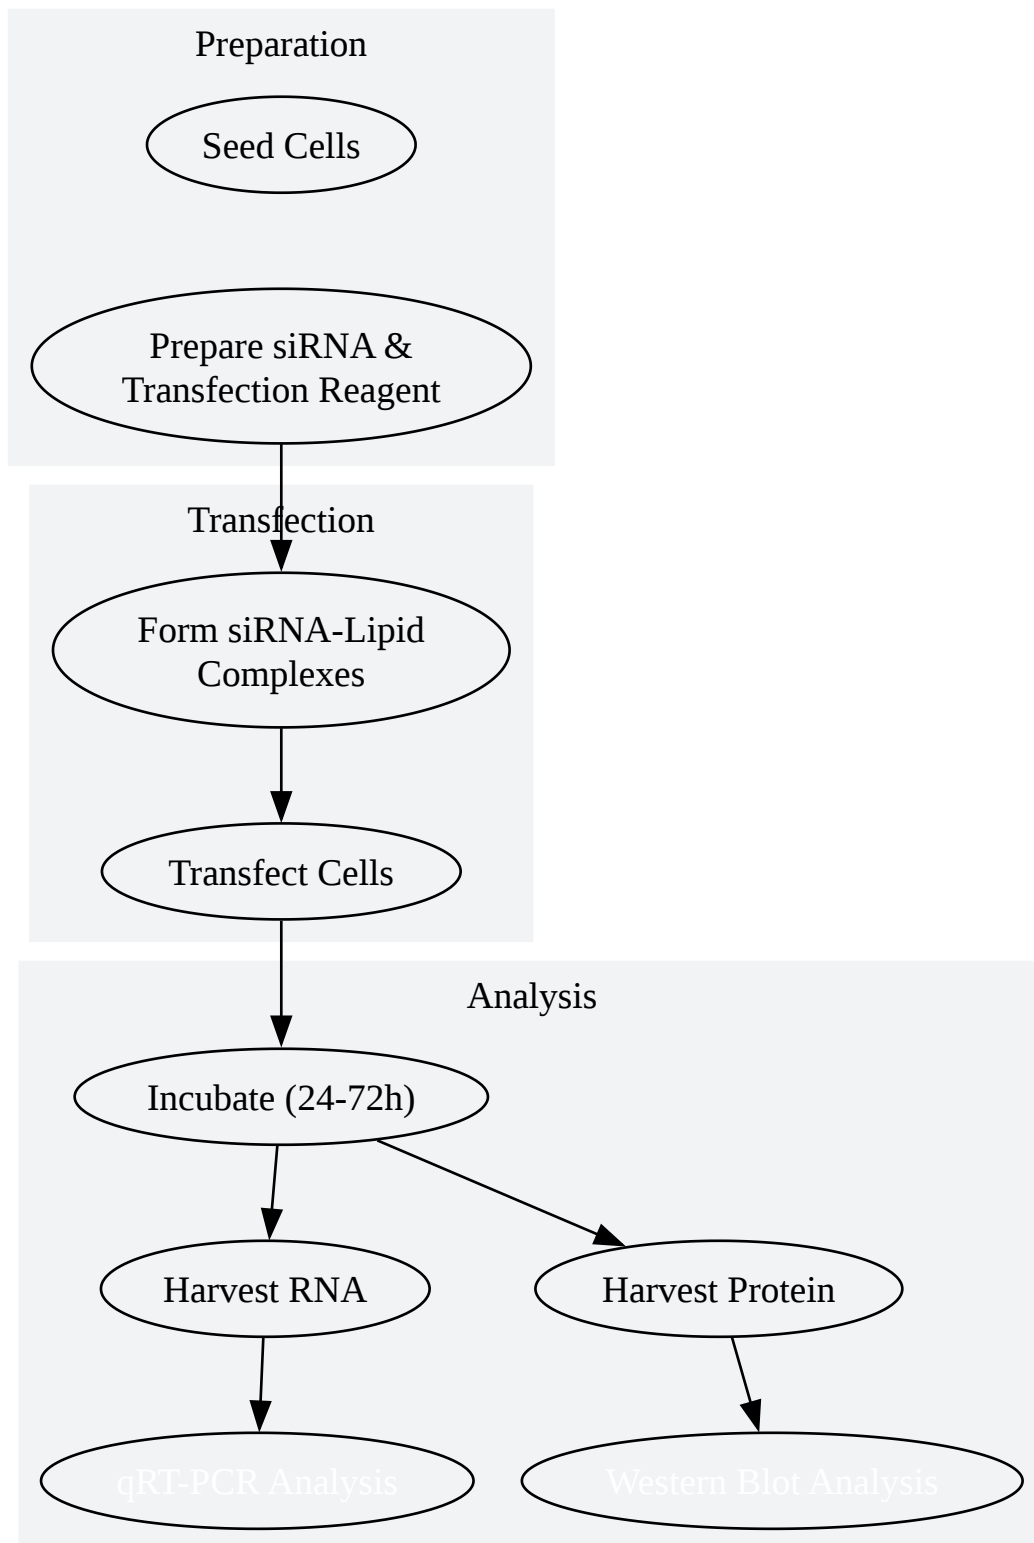 Preparation
Seed Cells
Prepare siRNA &
Transfection Reagent
Transfection
Form siRNA-Lipid
Complexes
Transfect Cells
Analysis
Incubate (24-72h)
Harvest RNA
Harvest Protein
qRT-PCR Analysis
Western Blot Analysis